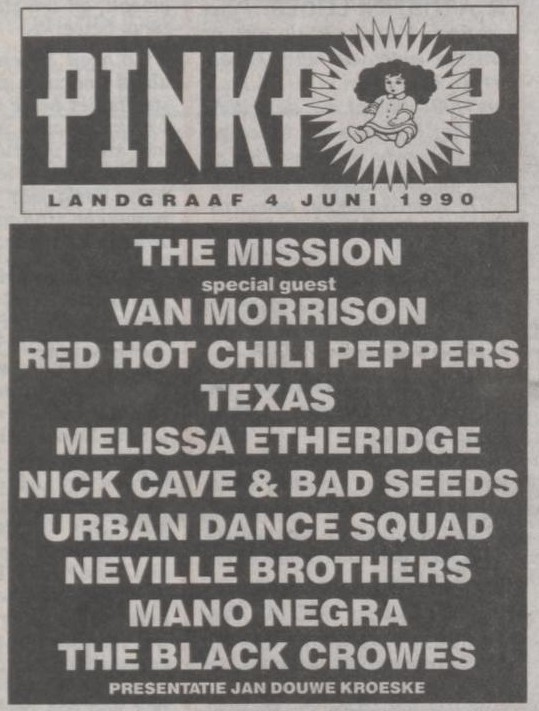 PINKPOP
LANDGRAAF 4 JUNI 1990
THE MISSION
special guest
VAN MORRISON
RED HOT CHILI PEPPERS
TEXAS
MELISSA ETHERIDGE
NICK CAVE & BAD SEEDS
URBAN DANCE SQUAD
NEVILLE BROTHERS
MANO NEGRA
THE BLACK CROWES
PRESENTATIE JAN DOUWE KROESKE